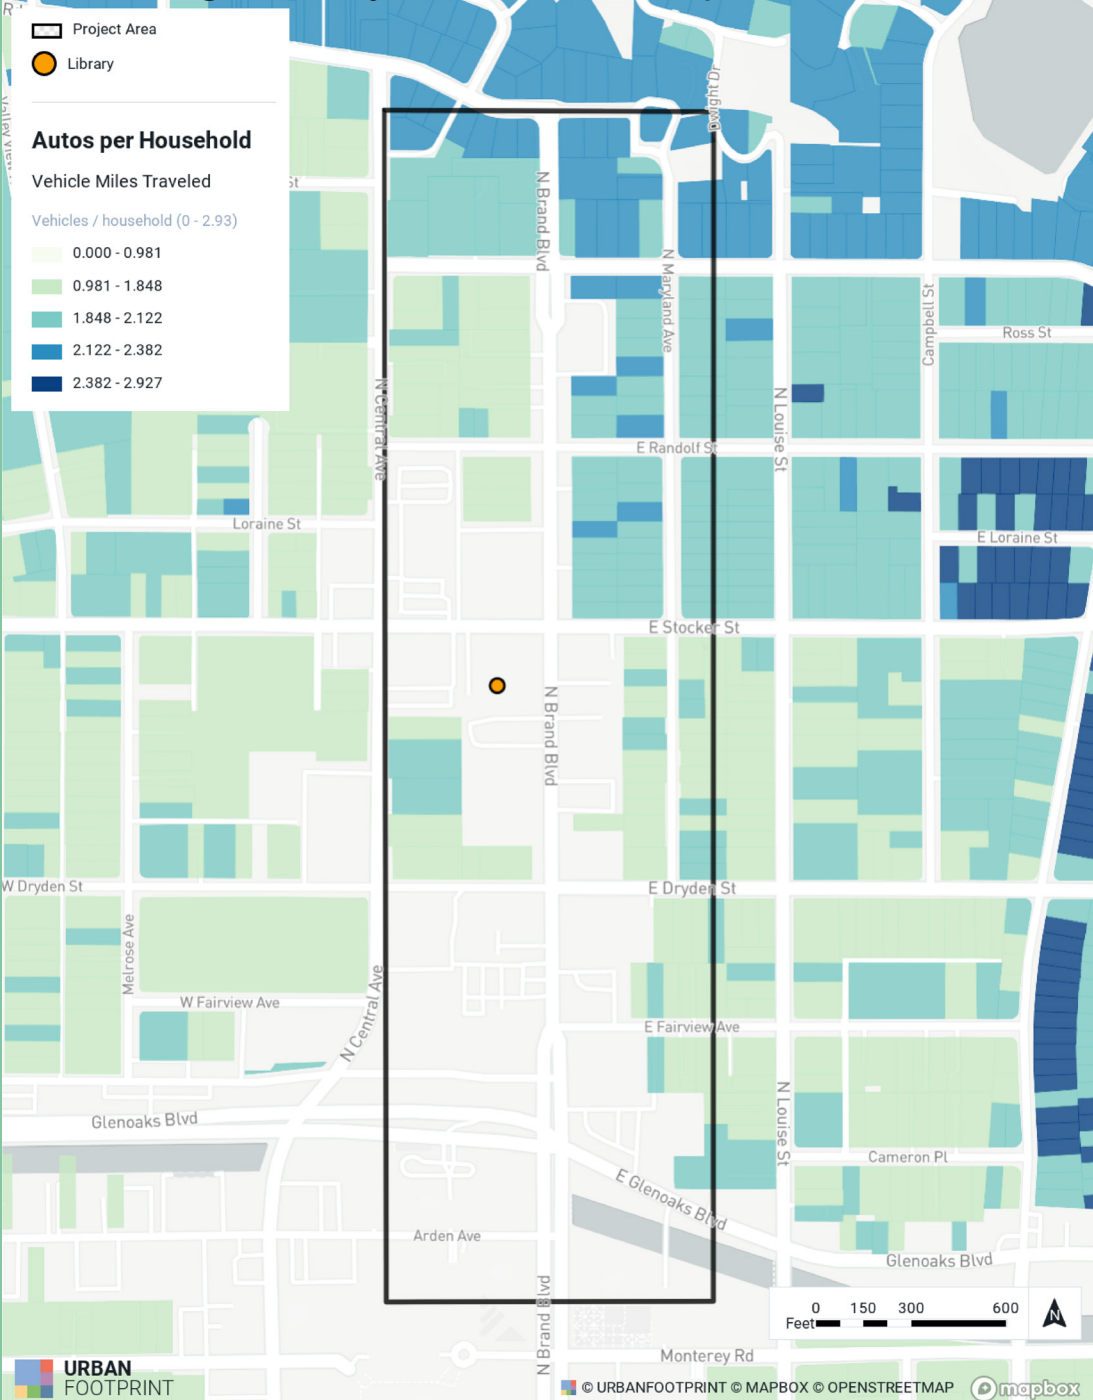 Project Area
Library
Autos per Household
Vehicle Miles Traveled
Vehicles / household (0 - 2.93)
0.000 - 0.981
0.981 - 1.848
1.848 - 2.122
2.122 - 2.382
2.382 - 2.927
St
Dwight Dr
N Brand Blvd
N Maryland Ave
Campbell St
Ross St
N Central Ave
N Louise St
E Randolf St
Loraine St
E Loraine St
E Stocker St
N Brand Blvd
W Dryden St
E Dryden St
Melrose Ave
W Fairview Ave
N Central Ave
E Fairview Ave
Glenoaks Blvd
N Louise St
Cameron Pl
E Glenoaks Blvd
Arden Ave
Glenoaks Blvd
N Brand Blvd
0 150 300 600
Feet
N
Monterey Rd
URBAN
FOOTPRINT
© URBANFOOTPRINT © MAPBOX © OPENSTREETMAP
mapbox